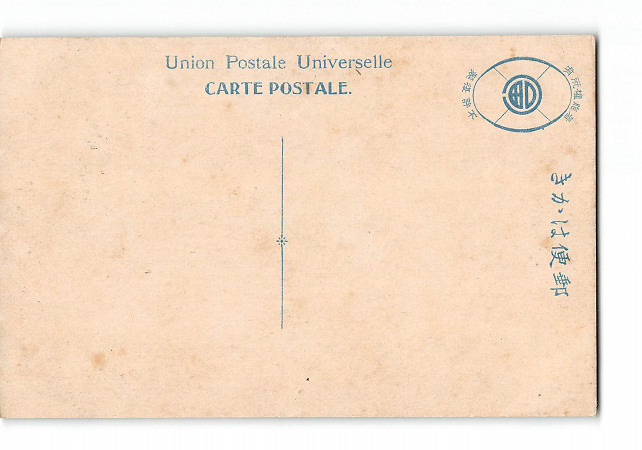 Union Postale Universelle
CARTE POSTALE.
きかは便郵